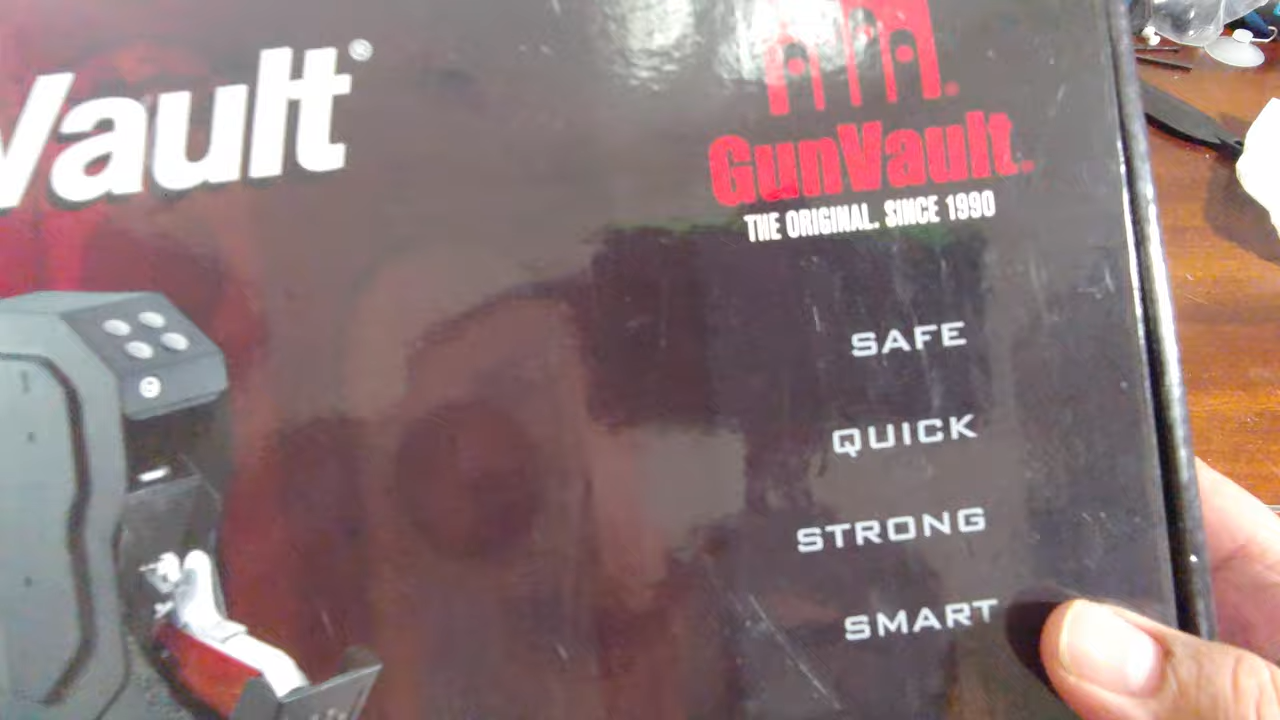 Vault®
GunVault.
THE ORIGINAL. SINCE 1990
SAFE
QUICK
STRONG
SMART